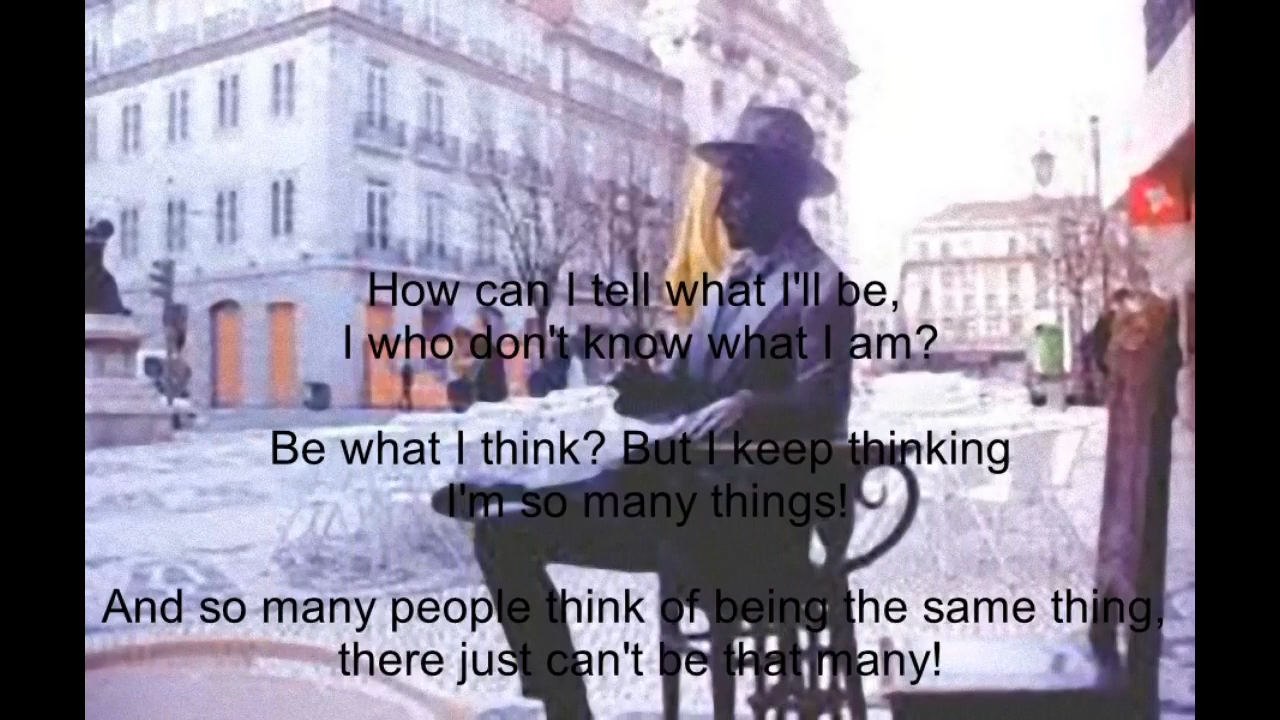 How can I tell what I'll be,
I who don't know what I am?
Be what I think? But I keep thinking
I'm so many things!
And so many people think of being the same thing,
there just can't be that many!